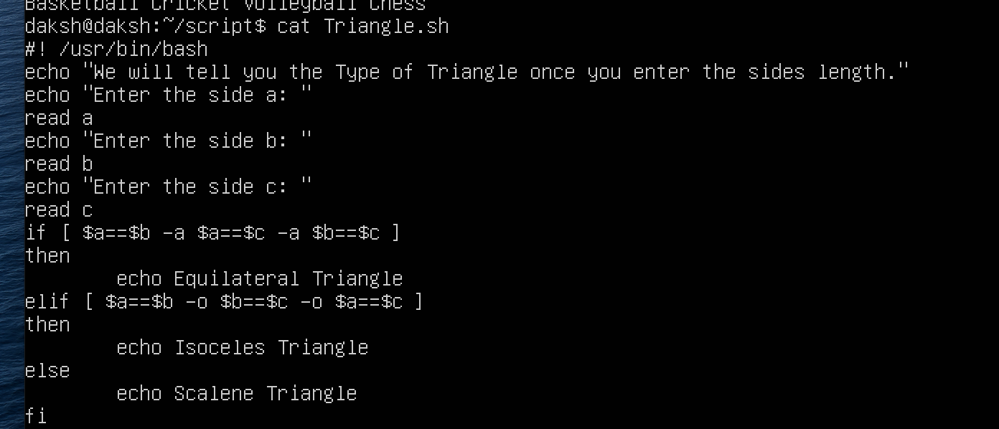 Basketball Cricket Volleyball Chess
daksh@daksh:~/script$ cat Triangle.sh
#! /usr/bin/bash
echo "We will tell you the Type of Triangle once you enter the sides length."
echo "Enter the side a: "
read a
echo "Enter the side b: "
read b
echo "Enter the side c: "
read c
if [ $a==$b -a $a==$c -a $b==$c ]
then
        echo Equilateral Triangle
elif [ $a==$b -o $b==$c -o $a==$c ]
then
        echo Isoceles Triangle
else
        echo Scalene Triangle
fi